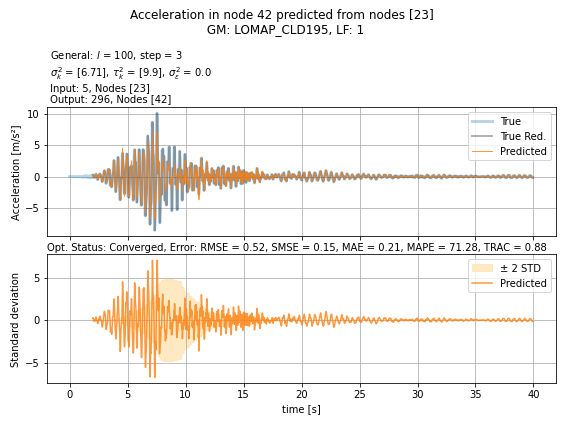 Acceleration in node 42 predicted from nodes [23]
GM: LOMAP_CLD195, LF: 1
General: l = 100, step = 3
σ²ₖ = [6.71], τ²ₖ = [9.9], σ²ε = 0.0
Input: 5, Nodes [23]
Output: 296, Nodes [42]
10
5
0
−5
Acceleration [m/s²]
True
True Red.
Predicted
Opt. Status: Converged, Error: RMSE = 0.52, SMSE = 0.15, MAE = 0.21, MAPE = 71.28, TRAC = 0.88
5
0
−5
Standard deviation
± 2 STD
Predicted
0 5 10 15 20 25 30 35 40
time [s]